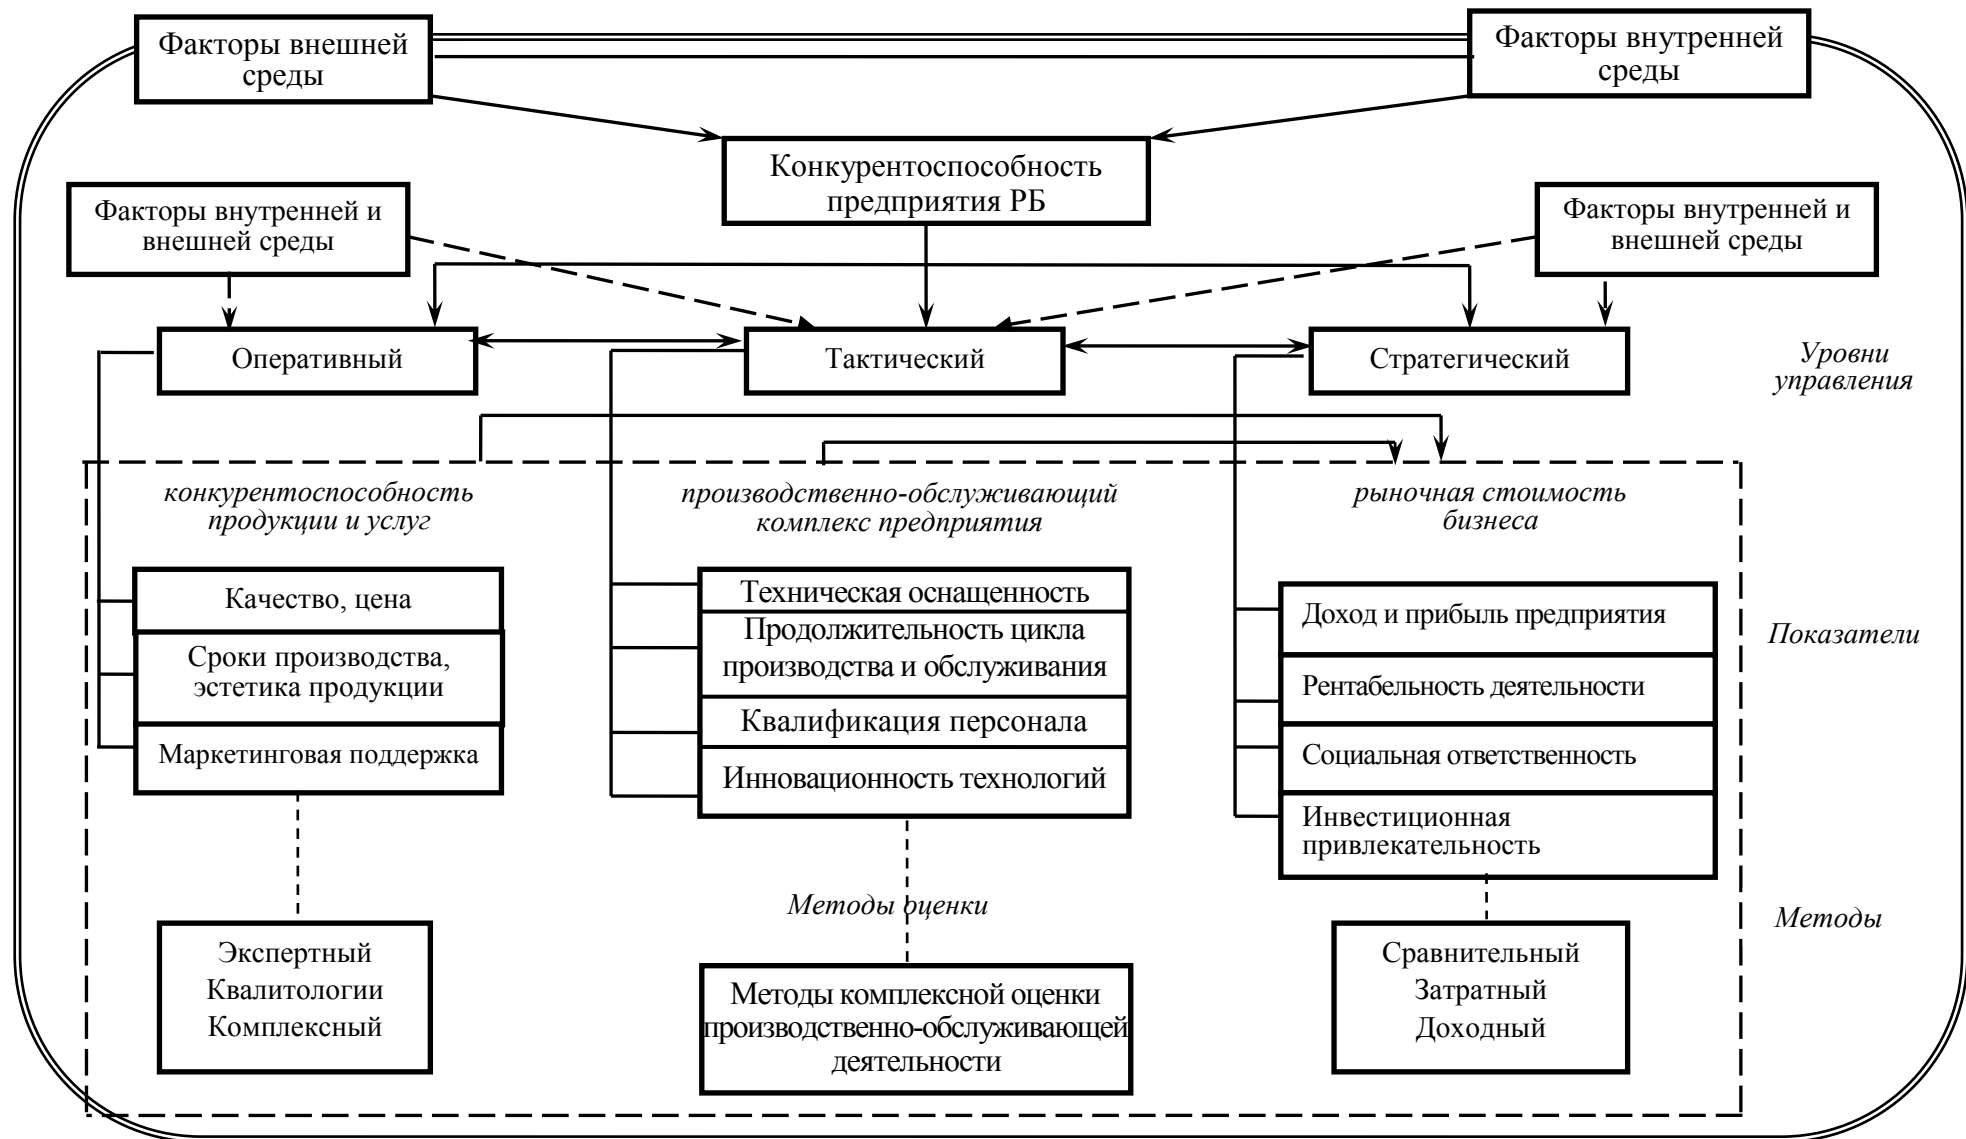 Факторы внешней
среды
Факторы внутренней
среды
Конкурентоспособность
предприятия РБ
Факторы внутренней и
внешней среды
Факторы внутренней и
внешней среды
Оперативный
Тактический
Стратегический
Уровни
управления
конкурентоспособность
продукции и услуг
производственно-обслуживающий
комплекс предприятия
рыночная стоимость
бизнеса
Качество, цена
Сроки производства,
эстетика продукции
Маркетинговая поддержка
Техническая оснащенность
Продолжительность цикла
производства и обслуживания
Квалификация персонала
Инновационность технологий
Доход и прибыль предприятия
Рентабельность деятельности
Социальная ответственность
Инвестиционная
привлекательность
Показатели
Методы оценки
Методы
Экспертный
Квалитологии
Комплексный
Методы комплексной оценки
производственно-обслуживающей
деятельности
Сравнительный
Затратный
Доходный